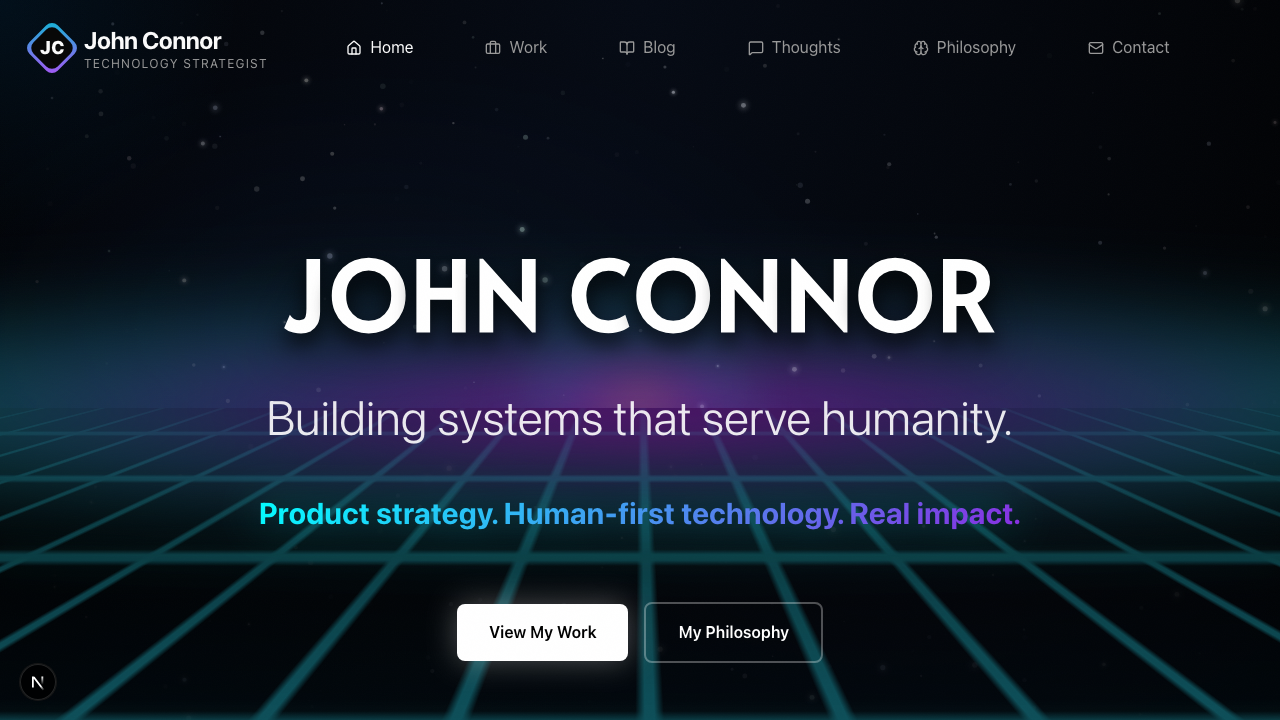 JC
John Connor
TECHNOLOGY STRATEGIST
Home
Work
Blog
Thoughts
Philosophy
Contact
JOHN CONNOR
Building systems that serve humanity.
Product strategy. Human-first technology. Real impact.
View My Work
My Philosophy
N